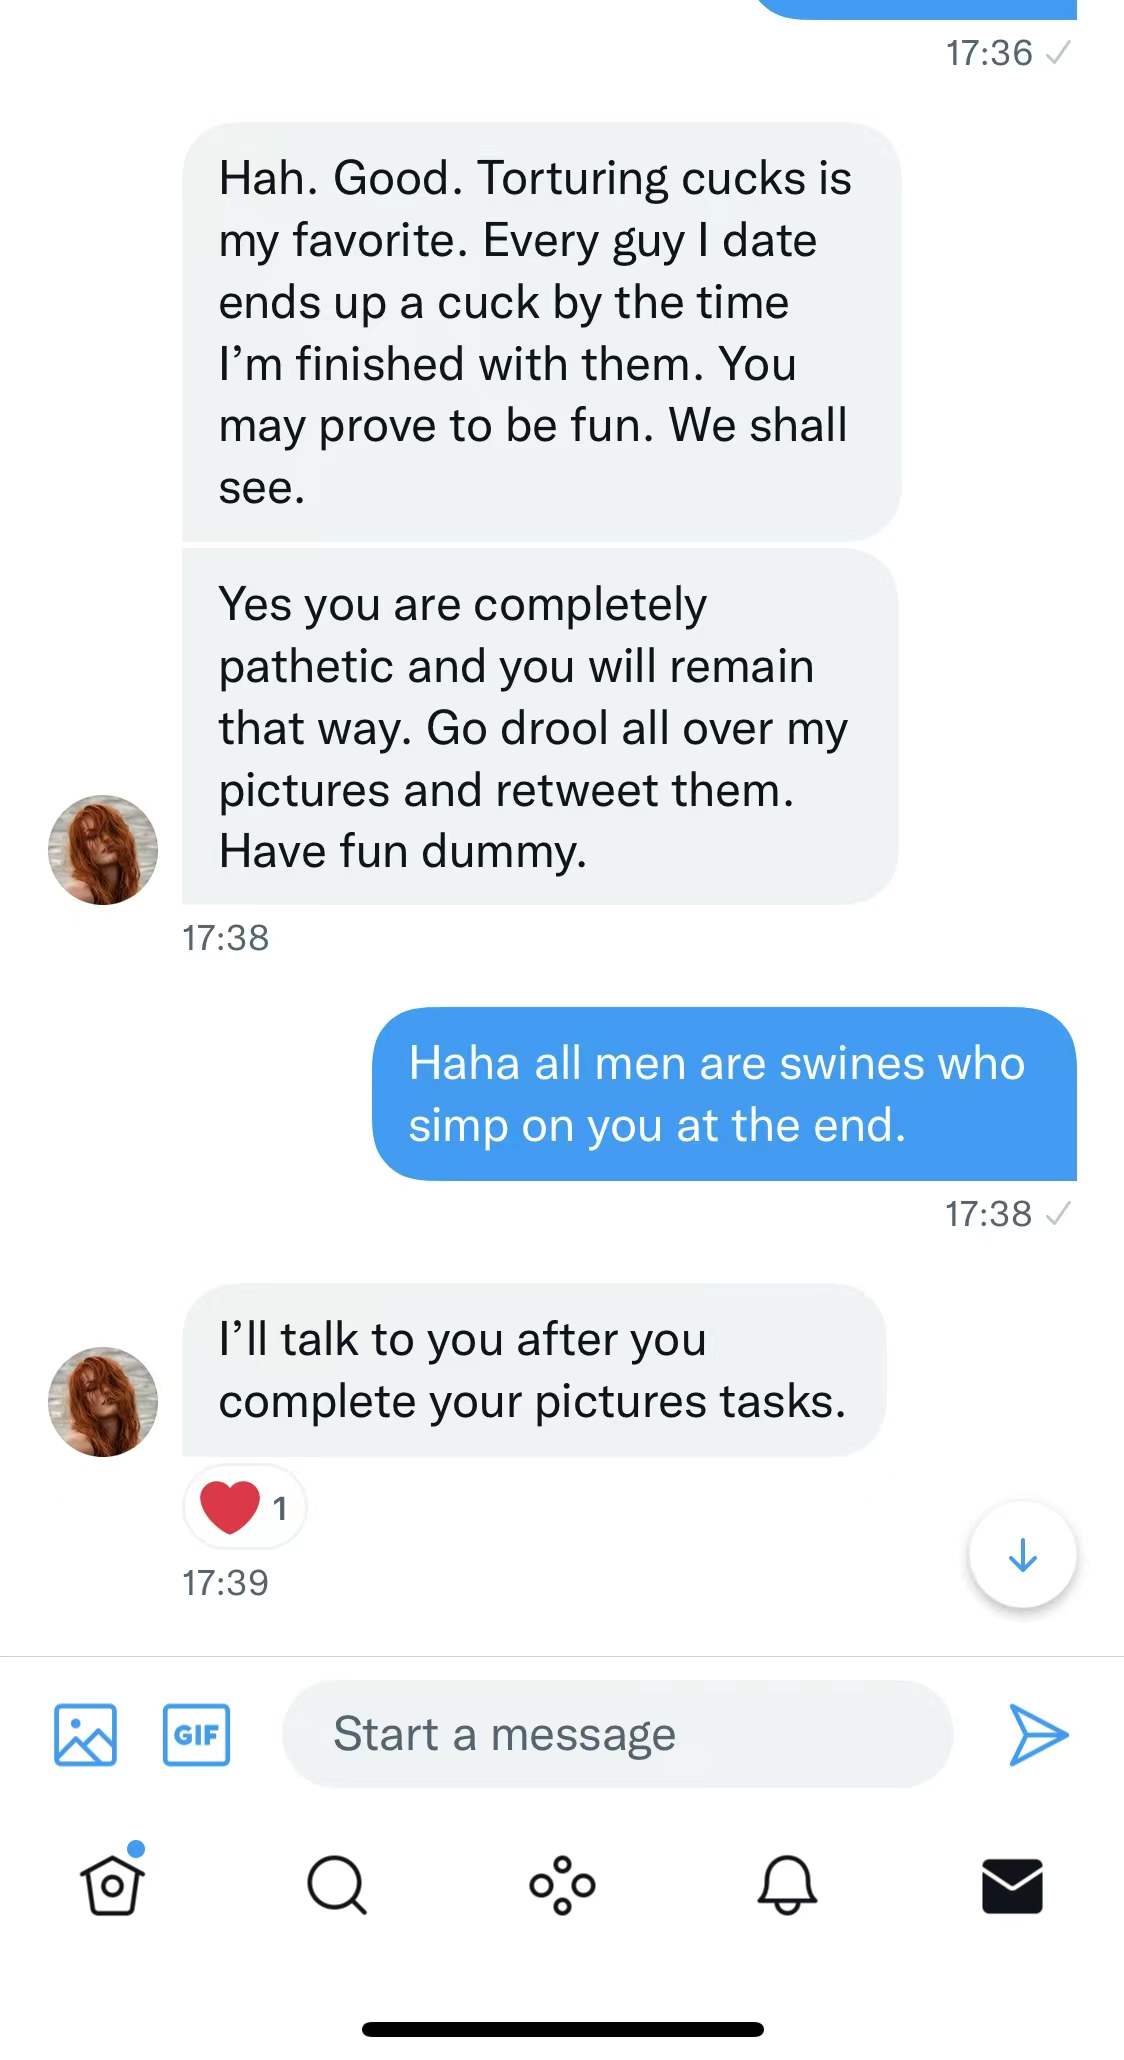 17:36
Hah. Good. Torturing cucks is
my favorite. Every guy I date
ends up a cuck by the time
I’m finished with them. You
may prove to be fun. We shall
see.
Yes you are completely
pathetic and you will remain
that way. Go drool all over my
pictures and retweet them.
Have fun dummy.
17:38
Haha all men are swines who
simp on you at the end.
17:38
I’ll talk to you after you
complete your pictures tasks.
1
17:39
GIF
Start a message